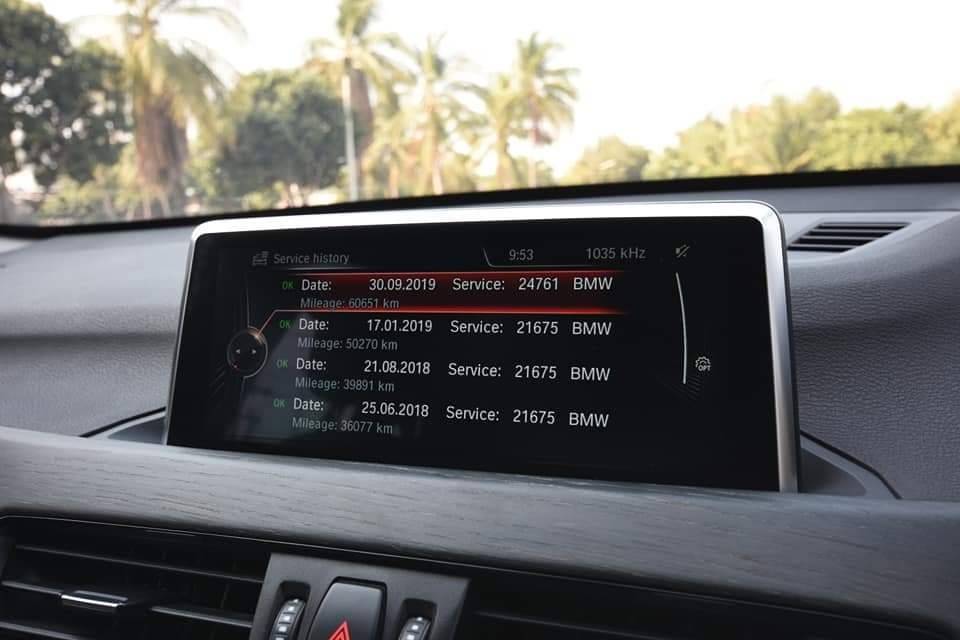 Service history 9:53 1035 kHz
OK Date: 30.09.2019 Service: 24761 BMW
Mileage: 60651 km
OK Date: 17.01.2019 Service: 21675 BMW
Mileage: 50270 km
OK Date: 21.08.2018 Service: 21675 BMW
Mileage: 39891 km
OK Date: 25.06.2018 Service: 21675 BMW
Mileage: 36077 km
OPT